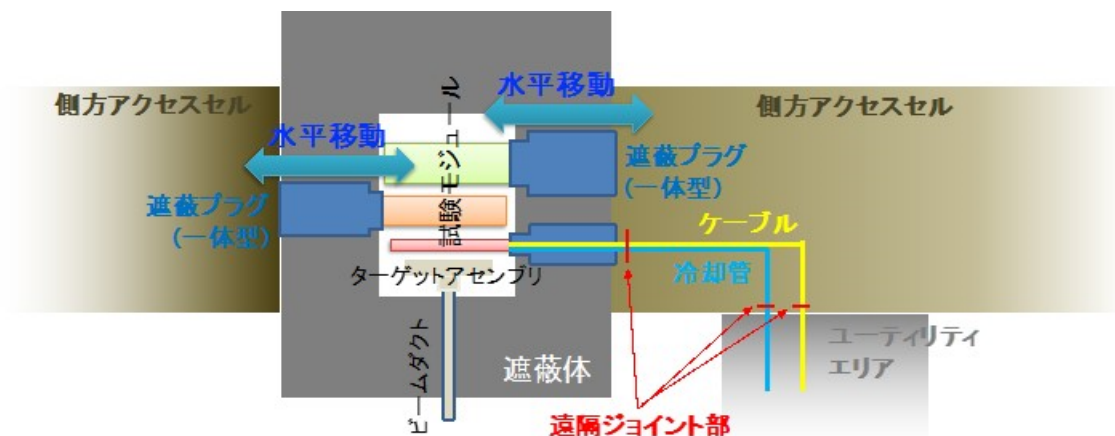 側方アクセスセル
水平移動
遮蔽プラグ
(一体型)
試験モジュール
水平移動
側方アクセスセル
遮蔽プラグ
(一体型)
ケーブル
冷却管
ターゲットアセンブリ
ビームダクト
遮蔽体
ユーティリティ
エリア
遠隔ジョイント部